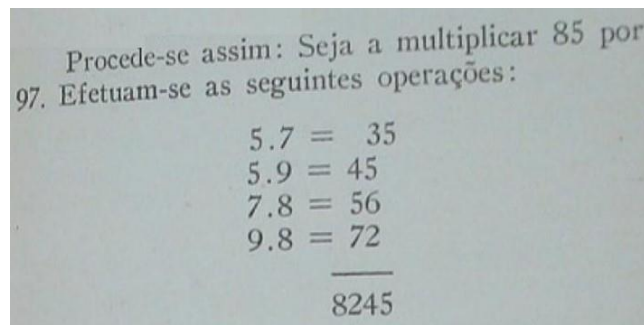 Procede-se assim: Seja a multiplicar 85 por
97. Efetuam-se as seguintes operações:
5.7 = 35
5.9 = 45
7.8 = 56
9.8 = 72
8245